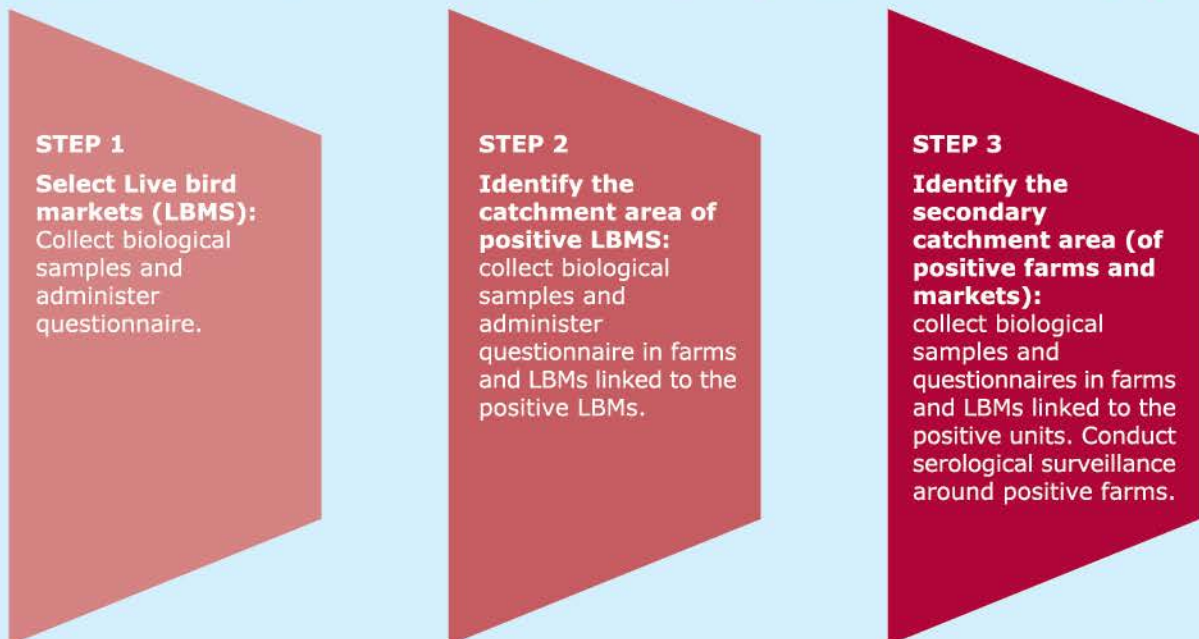 STEP 1
Select Live bird
markets (LBMS):
Collect biological
samples and
administer
questionnaire.
STEP 2
Identify the
catchment area of
positive LBMS:
collect biological
samples and
administer
questionnaire in farms
and LBMs linked to the
positive LBMs.
STEP 3
Identify the
secondary
catchment area (of
positive farms and
markets):
collect biological
samples and
questionnaires in farms
and LBMs linked to the
positive units. Conduct
serological surveillance
around positive farms.